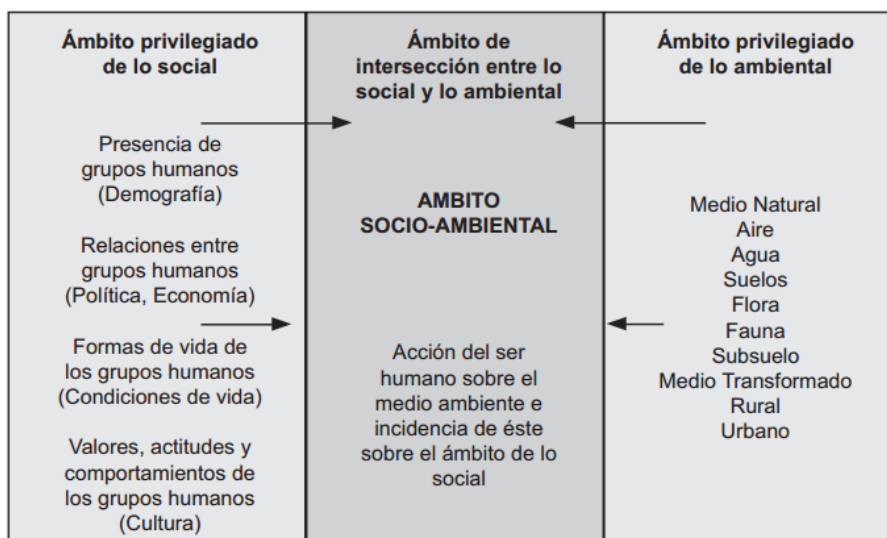 Ámbito privilegiado
de lo social
Presencia de
grupos humanos
(Demografía)
Relaciones entre
grupos humanos
(Política, Economía)
Formas de vida de
los grupos humanos
(Condiciones de vida)
Valores, actitudes y
comportamientos de
los grupos humanos
(Cultura)
Ámbito de
intersección entre lo
social y lo ambiental
AMBITO
SOCIO-AMBIENTAL
Acción del ser
humano sobre el
medio ambiente e
incidencia de éste
sobre el ámbito de lo
social
Ámbito privilegiado
de lo ambiental
Medio Natural
Aire
Agua
Suelos
Flora
Fauna
Subsuelo
Medio Transformado
Rural
Urbano